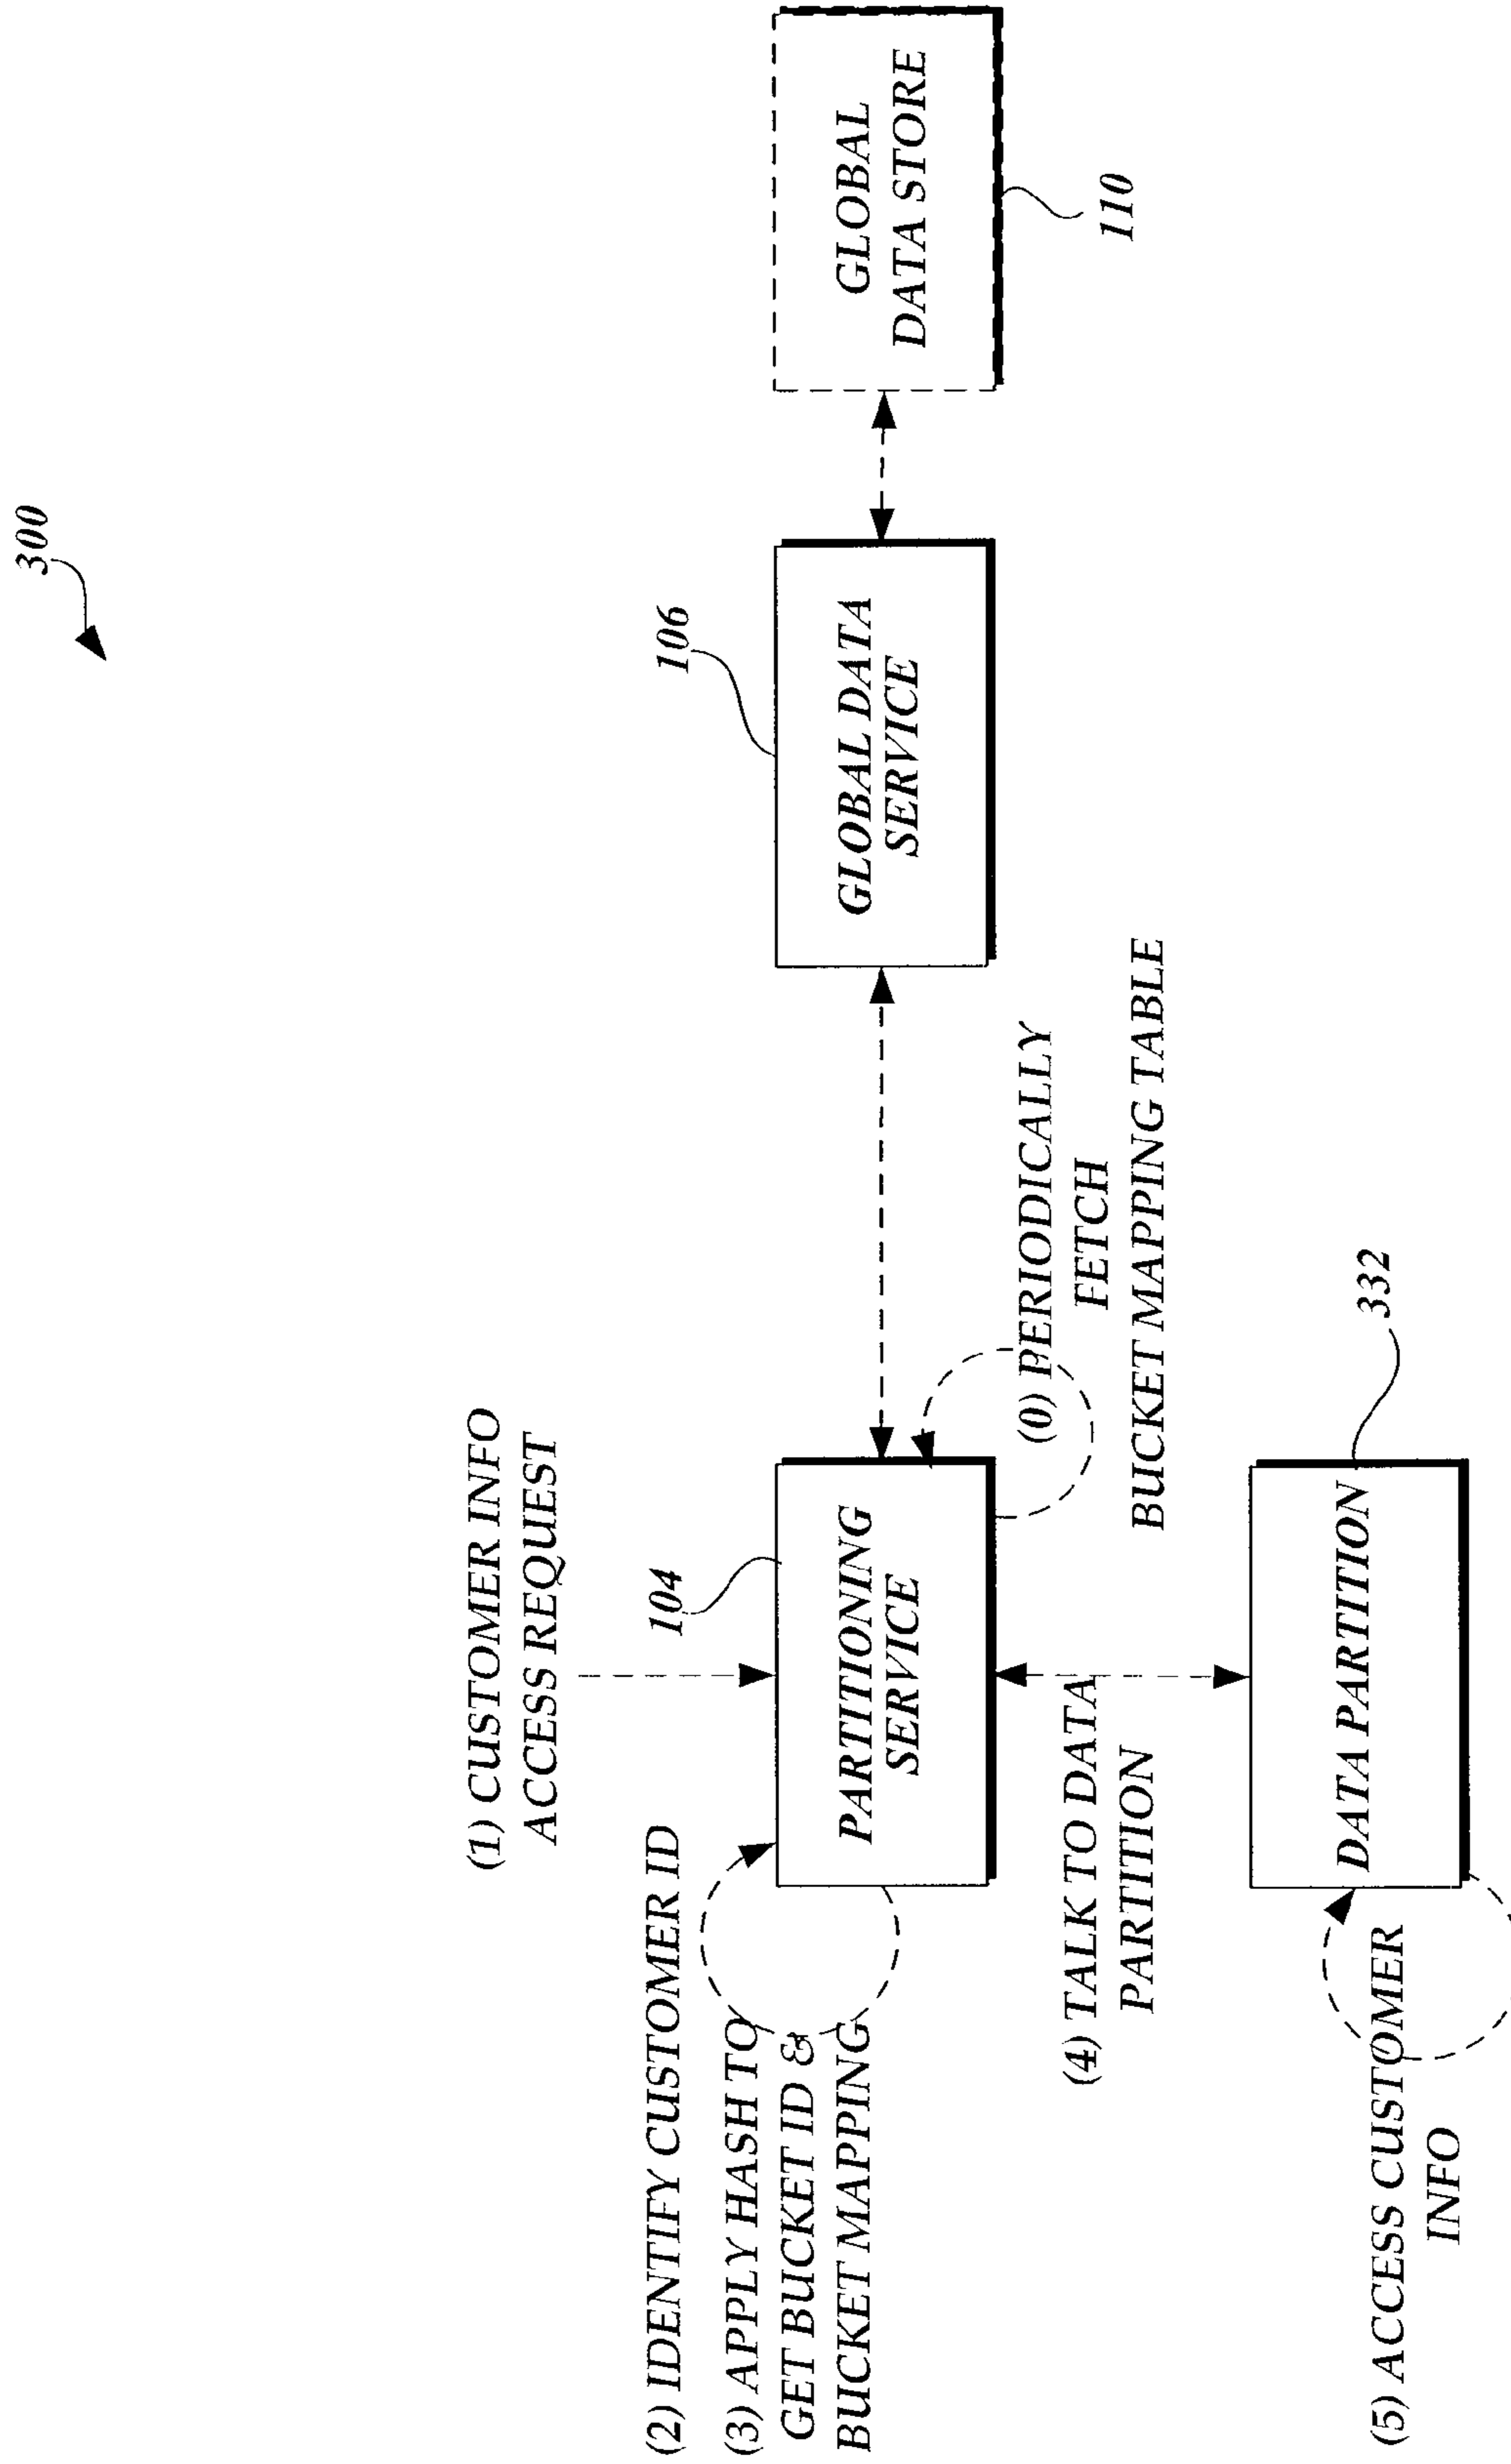 300
(1) CUSTOMER INFO
ACCESS REQUEST
(2) IDENTIFY CUSTOMER ID
(3) APPLY HASH TO
GET BUCKET ID &
BUCKET MAPPING
104
PARTITIONING
SERVICE
106
GLOBAL DATA
SERVICE
GLOBAL
DATA STORE
110
(0) PERIODICALLY
FETCH
BUCKET MAPPING TABLE
(4) TALK TO DATA
PARTITION
332
DATA PARTITION
(5) ACCESS CUSTOMER
INFO